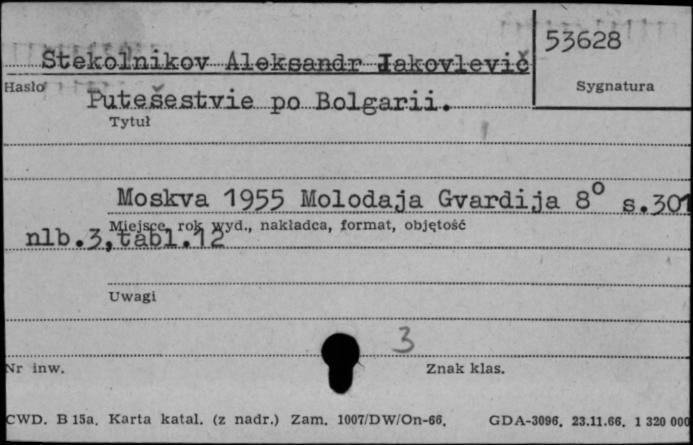 Stekolnikov Aleksandr Jakovlevič
53628
Hasło
Sygnatura
Putešestvie po Bolgarii.
Tytuł
Moskva 1955 Molodaja Gvardija 8° s.301
Miejsce, rok wyd., nakładca, format, objętość
nlb.3,tabl.12
Uwagi
3
Nr inw.
Znak klas.
CWD. B 15a. Karta katal. (z nadr.) Zam. 1007/DW/On-66. GDA-3096. 23.11.66. 1 320 000